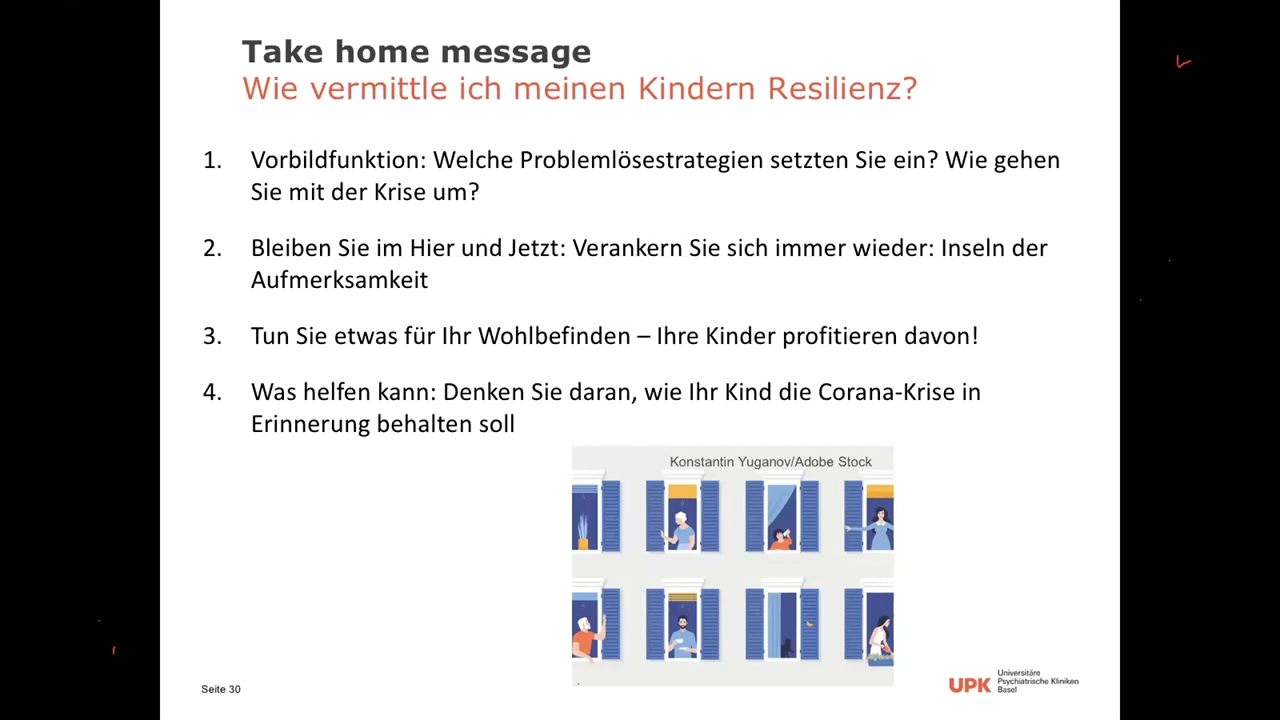 Take home message
Wie vermittle ich meinen Kindern Resilienz?
1. Vorbildfunktion: Welche Problemlösestrategien setzten Sie ein? Wie gehen
Sie mit der Krise um?
2. Bleiben Sie im Hier und Jetzt: Verankern Sie sich immer wieder: Inseln der
Aufmerksamkeit
3. Tun Sie etwas für Ihr Wohlbefinden – Ihre Kinder profitieren davon!
4. Was helfen kann: Denken Sie daran, wie Ihr Kind die Corana-Krise in
Erinnerung behalten soll
Konstantin Yuganov/Adobe Stock
Seite 30
UPK
Universitäre
Psychiatrische Kliniken
Basel